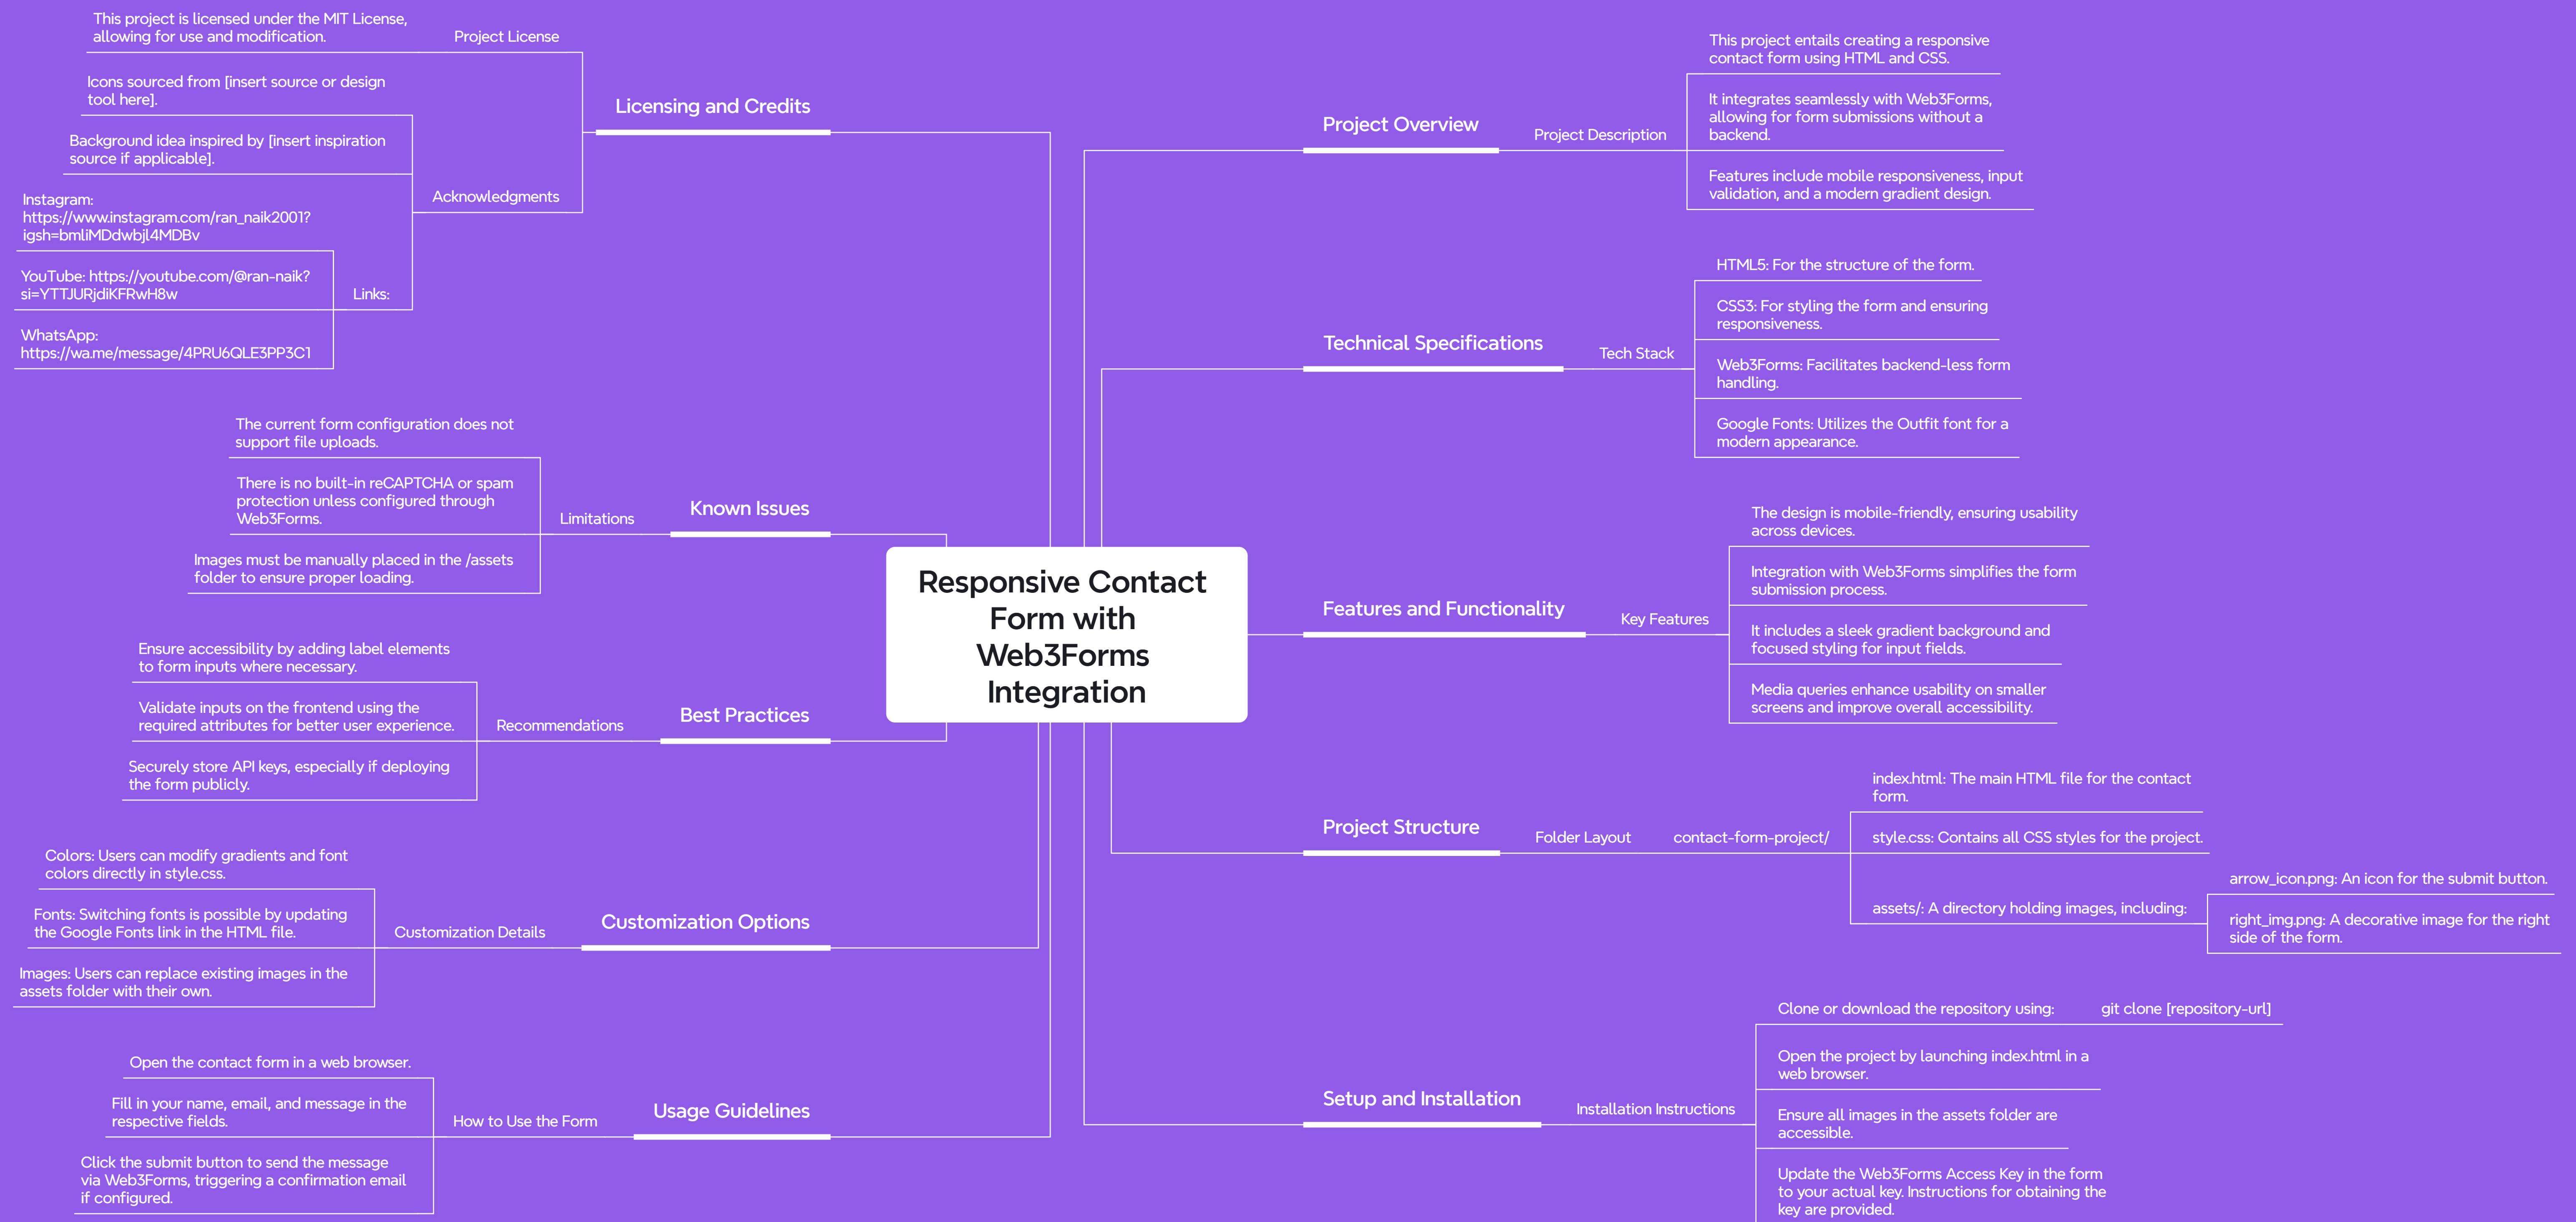 Responsive Contact
Form with
Web3Forms
Integration
Project Overview
Project Description
This project entails creating a responsive
contact form using HTML and CSS.
It integrates seamlessly with Web3Forms,
allowing for form submissions without a
backend.
Features include mobile responsiveness, input
validation, and a modern gradient design.
Technical Specifications
Tech Stack
HTML5: For the structure of the form.
CSS3: For styling the form and ensuring
responsiveness.
Web3Forms: Facilitates backend-less form
handling.
Google Fonts: Utilizes the Outfit font for a
modern appearance.
Features and Functionality
Key Features
The design is mobile-friendly, ensuring usability
across devices.
Integration with Web3Forms simplifies the form
submission process.
It includes a sleek gradient background and
focused styling for input fields.
Media queries enhance usability on smaller
screens and improve overall accessibility.
Project Structure
Folder Layout
contact-form-project/
index.html: The main HTML file for the contact
form.
style.css: Contains all CSS styles for the project.
assets/: A directory holding images, including:
arrow_icon.png: An icon for the submit button.
right_img.png: A decorative image for the right
side of the form.
Setup and Installation
Installation Instructions
Clone or download the repository using:
git clone [repository-url]
Open the project by launching index.html in a
web browser.
Ensure all images in the assets folder are
accessible.
Update the Web3Forms Access Key in the form
to your actual key. Instructions for obtaining the
key are provided.
Licensing and Credits
Project License
This project is licensed under the MIT License,
allowing for use and modification.
Acknowledgments
Icons sourced from [insert source or design
tool here].
Background idea inspired by [insert inspiration
source if applicable].
Links:
Instagram:
https://www.instagram.com/ran_naik2001?
igsh=bmliMDdwbjl4MDBv
YouTube: https://youtube.com/@ran-naik?
si=YTTJURjdiKFRwH8w
WhatsApp:
https://wa.me/message/4PRU6QLE3PP3C1
Known Issues
Limitations
The current form configuration does not
support file uploads.
There is no built-in reCAPTCHA or spam
protection unless configured through
Web3Forms.
Images must be manually placed in the /assets
folder to ensure proper loading.
Best Practices
Recommendations
Ensure accessibility by adding label elements
to form inputs where necessary.
Validate inputs on the frontend using the
required attributes for better user experience.
Securely store API keys, especially if deploying
the form publicly.
Customization Options
Customization Details
Colors: Users can modify gradients and font
colors directly in style.css.
Fonts: Switching fonts is possible by updating
the Google Fonts link in the HTML file.
Images: Users can replace existing images in the
assets folder with their own.
Usage Guidelines
How to Use the Form
Open the contact form in a web browser.
Fill in your name, email, and message in the
respective fields.
Click the submit button to send the message
via Web3Forms, triggering a confirmation email
if configured.